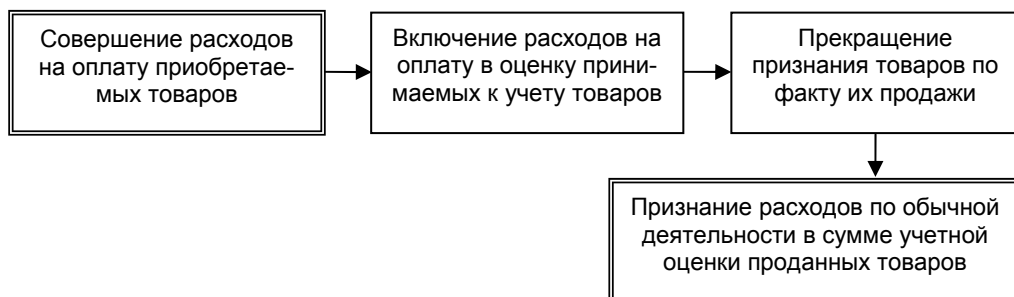 Совершение расходов
на оплату приобретае-
мых товаров
Включение расходов на
оплату в оценку прини-
маемых к учету товаров
Прекращение
признания товаров по
факту их продажи
Признание расходов по обычной
деятельности в сумме учетной
оценки проданных товаров